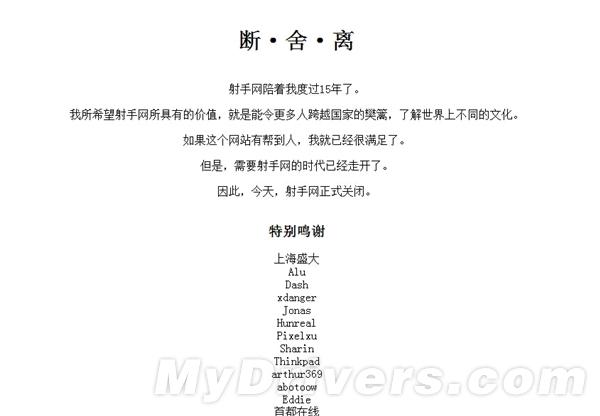 断·舍·离
射手网陪着我度过15年了。
我所希望射手网所具有的价值，就是能令更多人跨越国家的樊篱，了解世界上不同的文化。
如果这个网站有帮到人，我就已经很满足了。
但是，需要射手网的时代已经走开了。
因此，今天，射手网正式关闭。
特别鸣谢
上海盛大
Alu
Dash
xdanger
Jonas
Hunreal
Pixelxu
Sharin
Thinkpad
arthur369
abotoow
Eddie
首都在线
MyDrivers.com